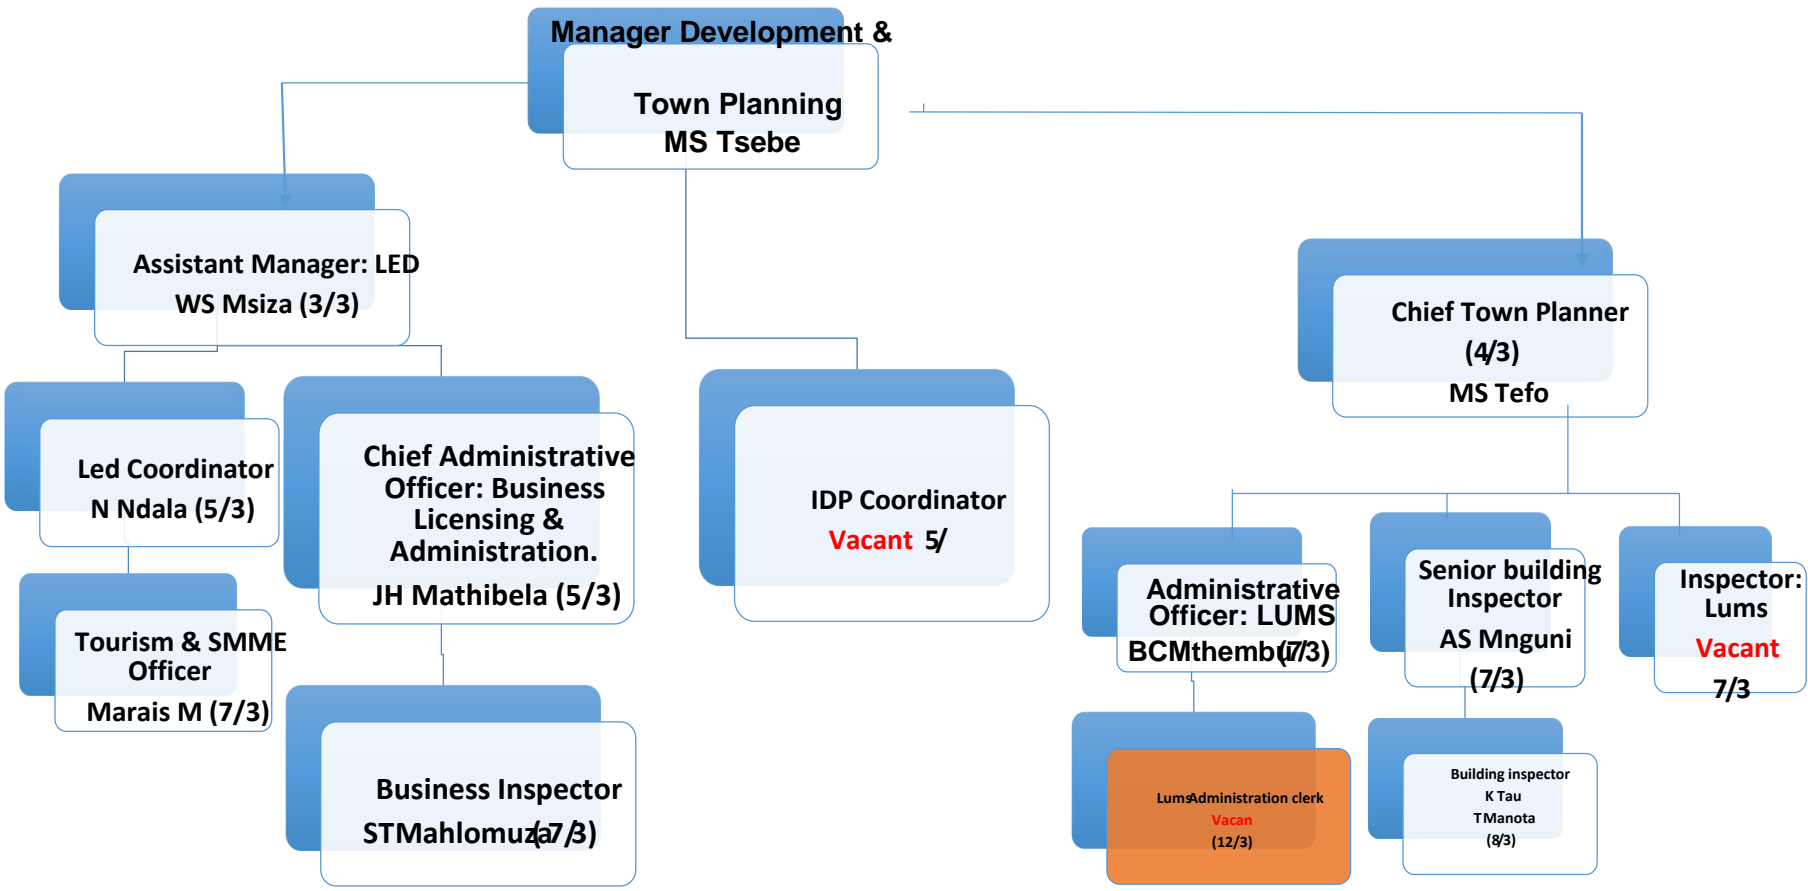 Manager Development &
Town Planning
MS Tsebe
Assistant Manager: LED
WS Msiza (3/3)
Chief Town Planner
(4/3)
MS Tefo
Led Coordinator
N Ndala (5/3)
Chief Administrative
Officer: Business
Licensing &
Administration.
JH Mathibela (5/3)
IDP Coordinator
Vacant 5/
Administrative
Officer: LUMS
BCMthembu(7/3)
Senior building
Inspector
AS Mnguni
(7/3)
Inspector:
Lums
Vacant
7/3
Tourism & SMME
Officer
Marais M (7/3)
Business Inspector
STMahlomuza(7/3)
LumsAdministration clerk
Vacan
(12/3)
Building inspector
K Tau
TManota
(8/3)